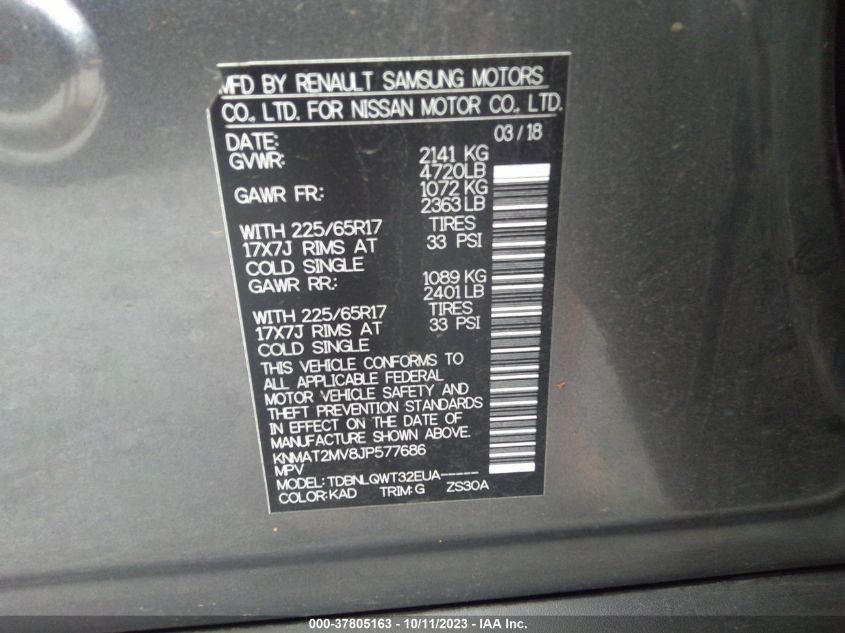 MFD BY RENAULT SAMSUNG MOTORS
CO., LTD. FOR NISSAN MOTOR CO., LTD.
DATE: 03/18
GVWR: 2141 KG
4720LB
GAWR FR: 1072 KG
2363LB
WITH 225/65R17 TIRES
17X7J RIMS AT 33 PSI
COLD SINGLE
GAWR RR: 1089 KG
2401LB
WITH 225/65R17 TIRES
17X7J RIMS AT 33 PSI
COLD SINGLE
THIS VEHICLE CONFORMS TO
ALL APPLICABLE FEDERAL
MOTOR VEHICLE SAFETY AND
THEFT PREVENTION STANDARDS
IN EFFECT ON THE DATE OF
MANUFACTURE SHOWN ABOVE.
KNMAT2MV8JP577686
MPV
MODEL: TDBNLQWT32EUA-----
COLOR:KAD TRIM:G ZS30A
000-37805163 - 10/11/2023 - IAA Inc.